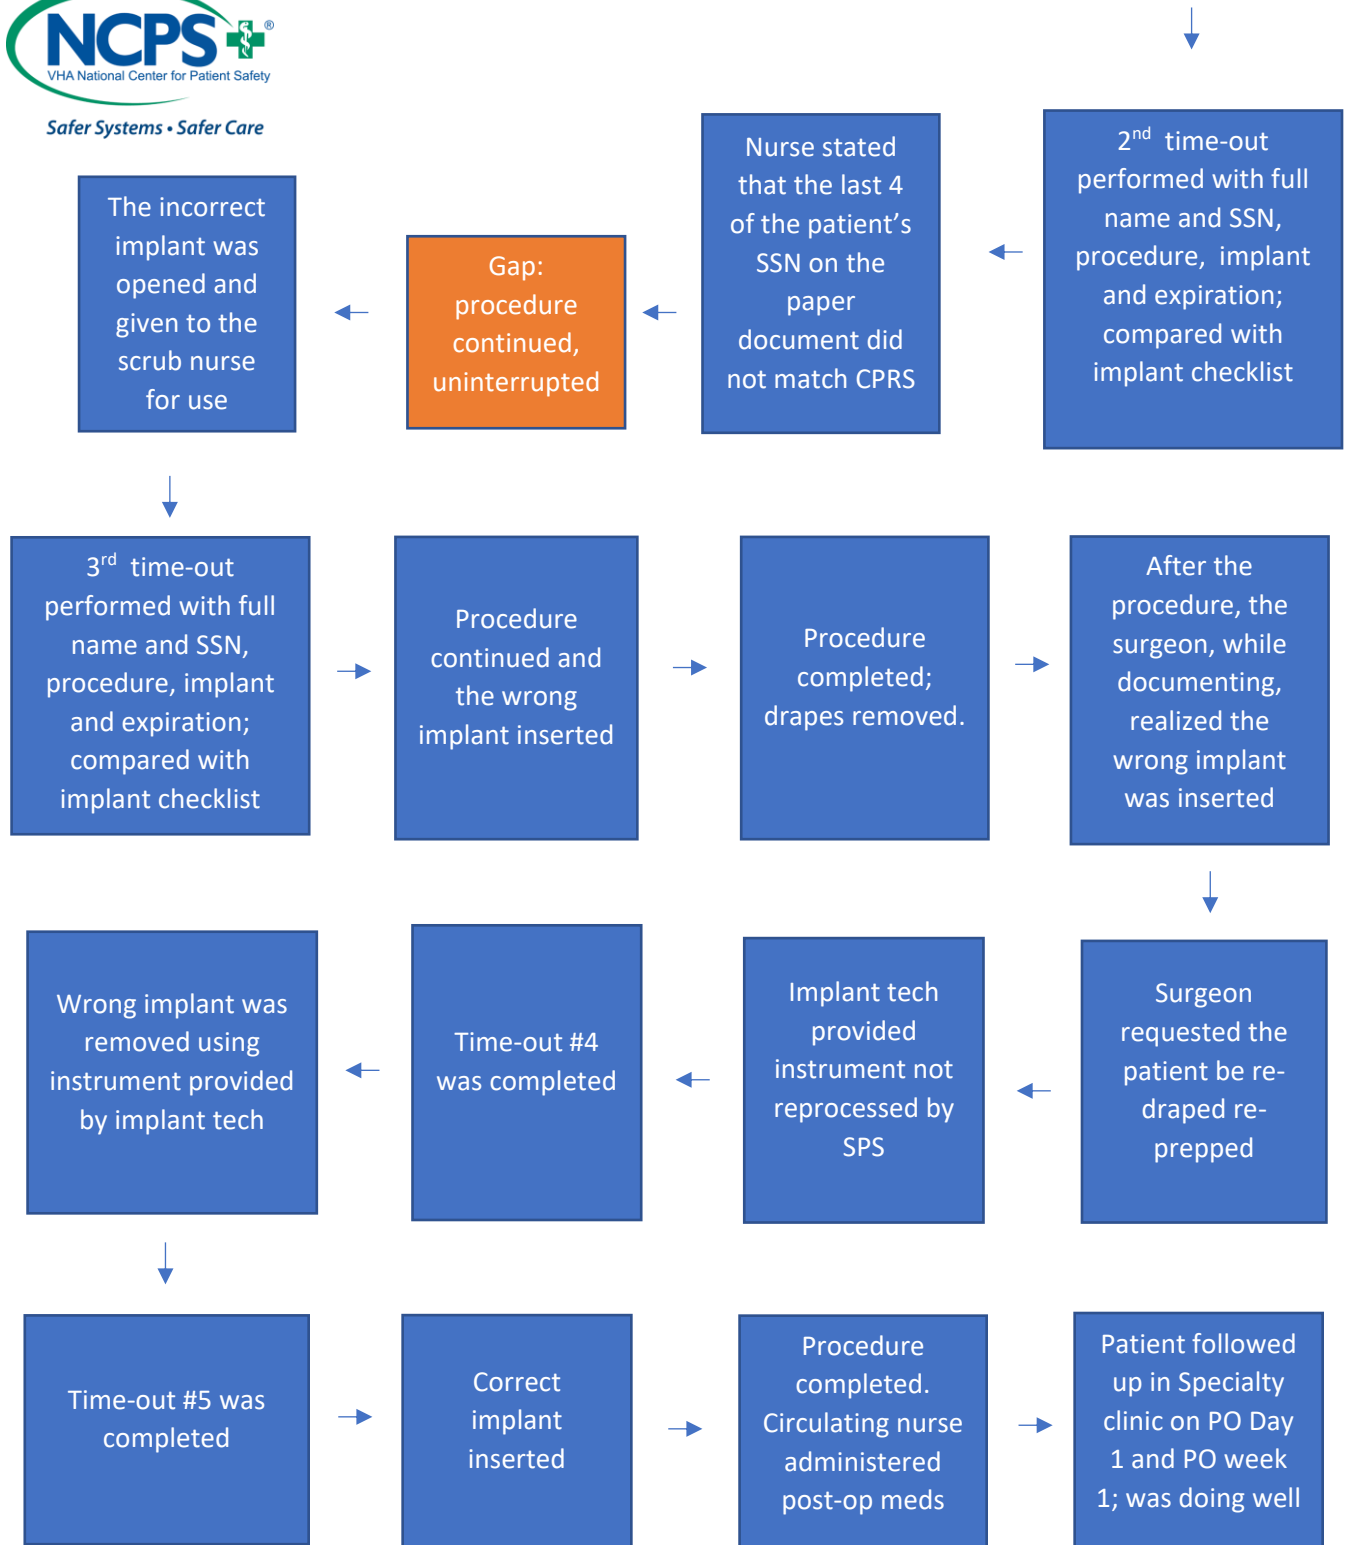 NCPS®
VHA National Center for Patient Safety
Safer Systems • Safer Care
2nd time-out
performed with full
name and SSN,
procedure, implant
and expiration;
compared with
implant checklist
Nurse stated
that the last 4
of the patient’s
SSN on the
paper
document did
not match CPRS
Gap:
procedure
continued,
uninterrupted
The incorrect
implant was
opened and
given to the
scrub nurse
for use
3rd time-out
performed with full
name and SSN,
procedure, implant
and expiration;
compared with
implant checklist
Procedure
continued and
the wrong
implant inserted
Procedure
completed;
drapes removed.
After the
procedure, the
surgeon, while
documenting,
realized the
wrong implant
was inserted
Surgeon
requested the
patient be re-
draped re-
prepped
Implant tech
provided
instrument not
reprocessed by
SPS
Time-out #4
was completed
Wrong implant was
removed using
instrument provided
by implant tech
Time-out #5 was
completed
Correct
implant
inserted
Procedure
completed.
Circulating nurse
administered
post-op meds
Patient followed
up in Specialty
clinic on PO Day
1 and PO week
1; was doing well